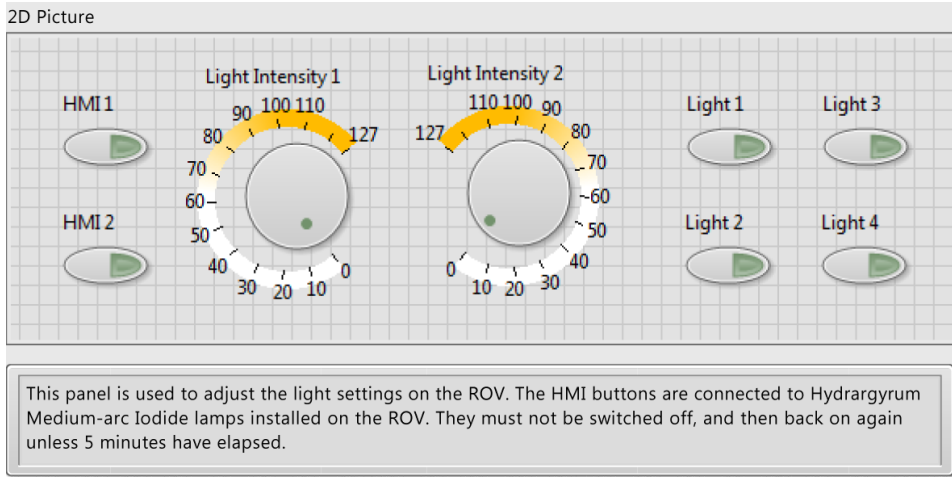 2D Picture
HMI 1
HMI 2
Light Intensity 1
0
10
20
30
40
50
60
70
80
90
100
110
127
Light Intensity 2
0
10
20
30
40
50
60
70
80
90
100
110
127
Light 1
Light 3
Light 2
Light 4
This panel is used to adjust the light settings on the ROV. The HMI buttons are connected to Hydrargyrum
Medium-arc Iodide lamps installed on the ROV. They must not be switched off, and then back on again
unless 5 minutes have elapsed.